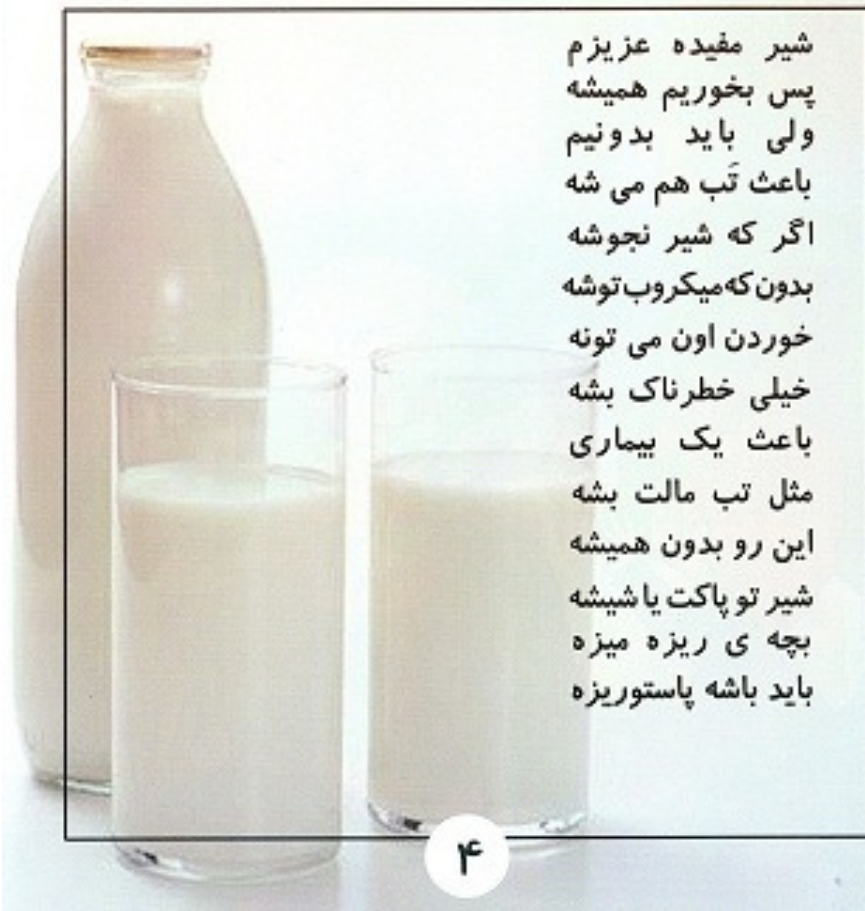 شیر مفیده عزیزم
پس بخوریم همیشه
ولی باید بدونیم
باعث تَب هم می شه
اگر که شیر نجوشه
بدون که میکروب توشه
خوردن اون می تونه
خیلی خطرناک بشه
باعث یک بیماری
مثل تب مالت بشه
این رو بدون همیشه
شیر تو پاکت یا شیشه
بچه ی ریزه میزه
باید باشه پاستوریزه
۴